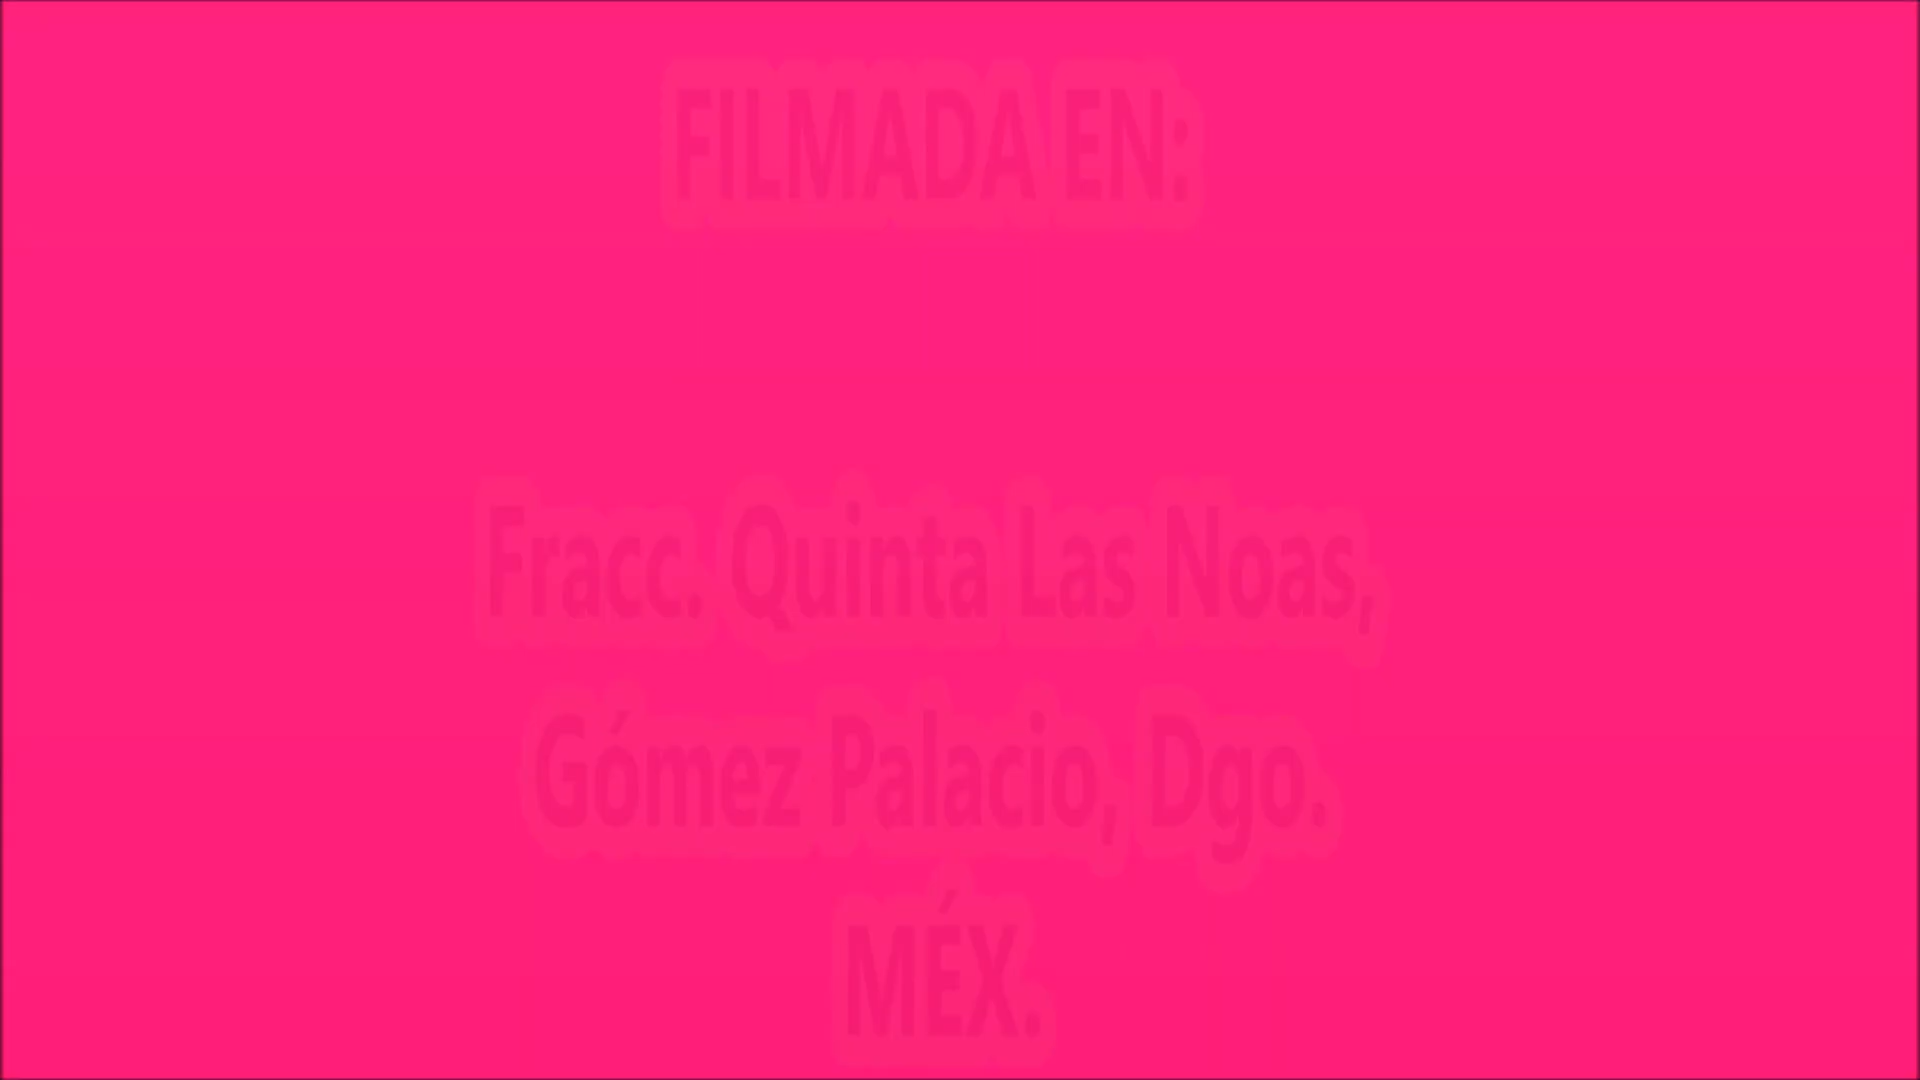 FILMADA EN:
Fracc. Quinta Las Noas,
Gómez Palacio, Dgo.
MÉX.